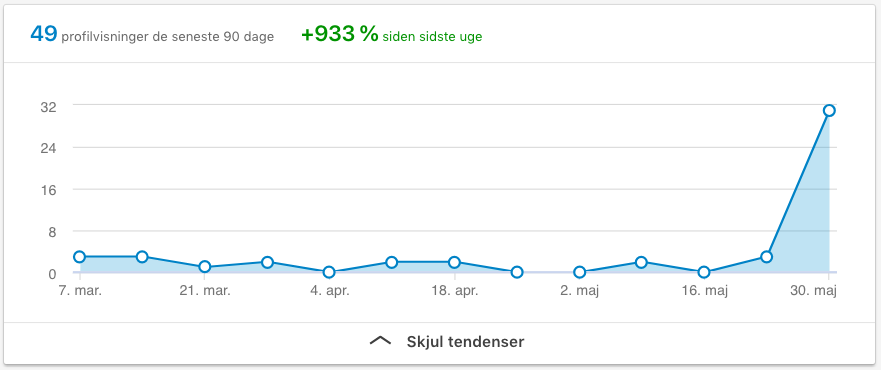 49 profilvisninger de seneste 90 dage +933 % siden sidste uge
32
24
16
8
0
7. mar. 21. mar. 4. apr. 18. apr. 2. maj 16. maj 30. maj
Skjul tendenser